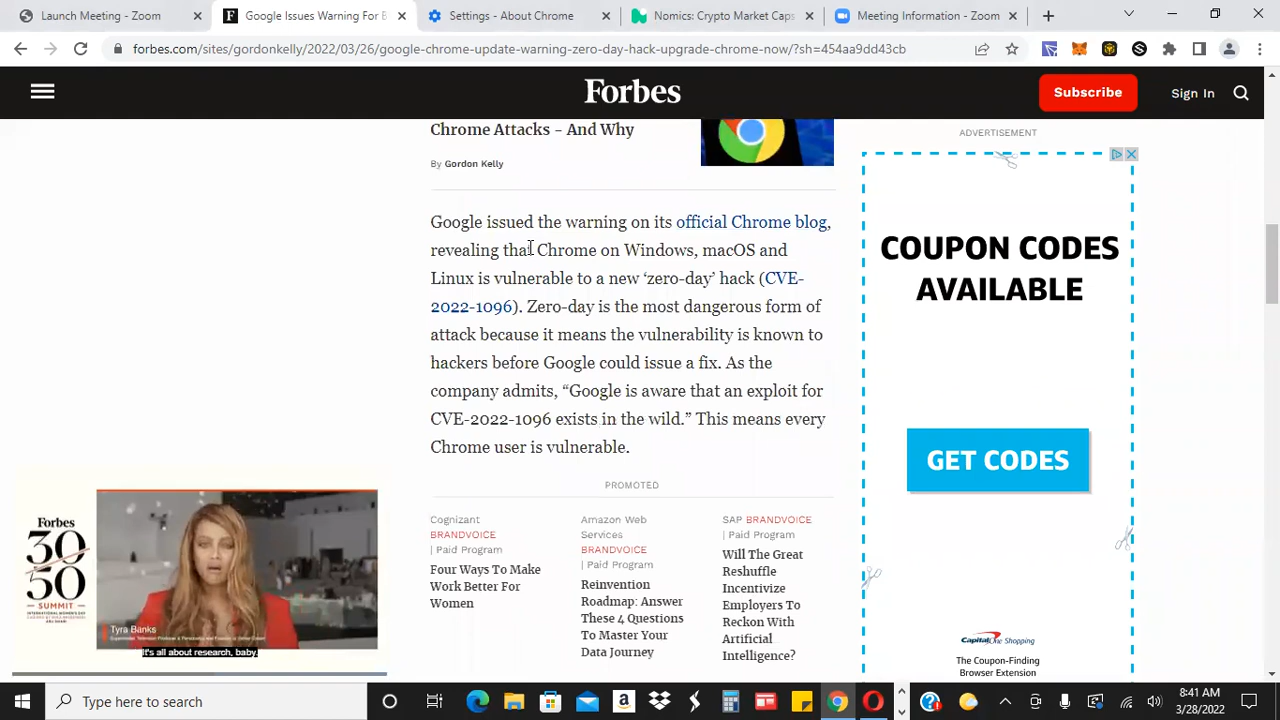 Launch Meeting - Zoom
Google Issues Warning For B
Settings - About Chrome
Nomics: Crypto Market Caps
Launch Meeting - Zoom
forbes.com/sites/gordonkelly/2022/03/26/google-chrome-update-warning-zero-day-hack-upgrade-chrome-now/?sh=454aa9dd43cb
Forbes
Subscribe
Sign In
Chrome Attacks – And Why
By Gordon Kelly
Google issued the warning on its official Chrome blog,
revealing that Chrome on Windows, macOS and
Linux is vulnerable to a new ‘zero-day’ hack (CVE-
2022-1096). Zero-day is the most dangerous form of
attack because it means the vulnerability is known to
hackers before Google could issue a fix. As the
company admits, “Google is aware that an exploit for
CVE-2022-1096 exists in the wild.” This means every
Chrome user is vulnerable.
PROMOTED
Cognizant
BRANDVOICE
| Paid Program
Four Ways To Make
Work Better For
Women
Amazon Web
Services
BRANDVOICE
| Paid Program
Reinvention
Roadmap: Answer
These 4 Questions
To Master Your
Data Journey
SAP BRANDVOICE
| Paid Program
Will The Great
Reshuffle
Incentivize
Employers To
Reckon With
Artificial
Intelligence?
ADVERTISEMENT
COUPON CODES
AVAILABLE
GET CODES
Capital One Shopping
The Coupon-Finding
Browser Extension
Forbes
30
50
SUMMIT
Tyra Banks
it's all about research, baby.
Type here to search
8:41 AM
3/28/2022